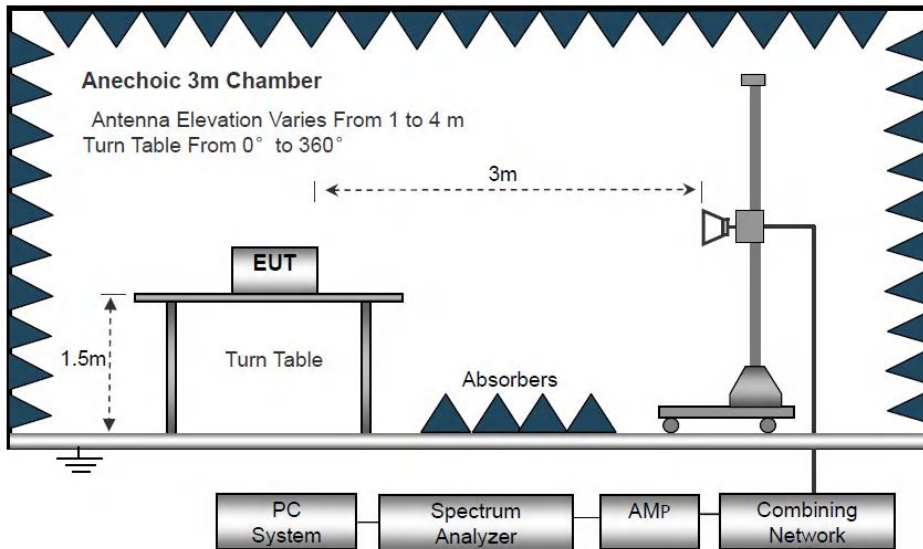 Anechoic 3m Chamber
Antenna Elevation Varies From 1 to 4 m
Turn Table From 0° to 360°
3m
EUT
1.5m
Turn Table
Absorbers
PC
System
Spectrum
Analyzer
AMP
Combining
Network